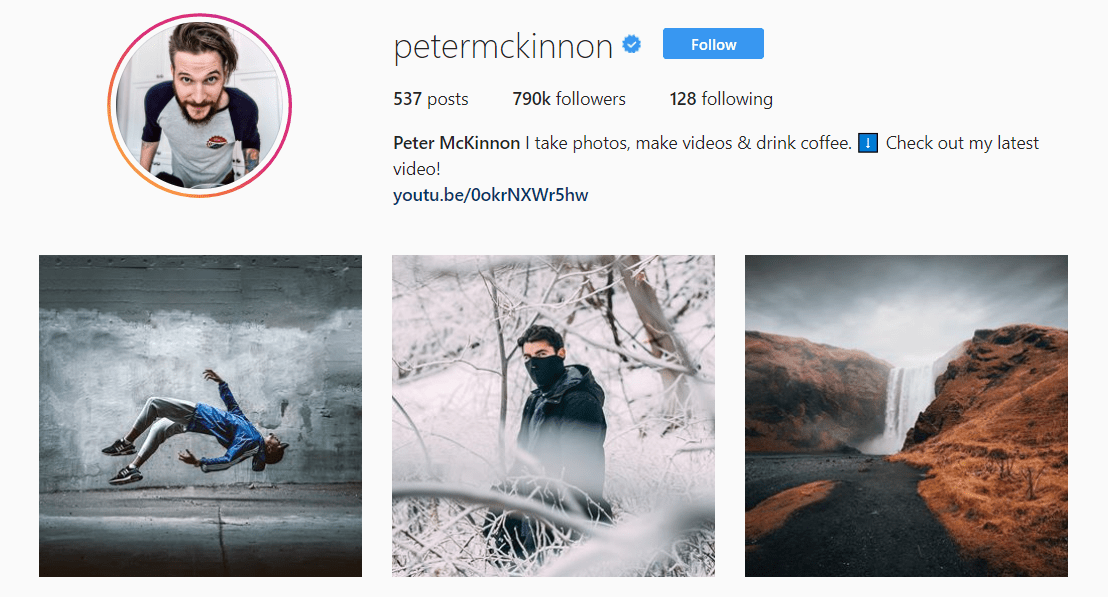 petermckinnon
Follow
537 posts 790k followers 128 following
Peter McKinnon I take photos, make videos & drink coffee. ⬇️ Check out my latest
video!
youtu.be/0okrNXWr5hw